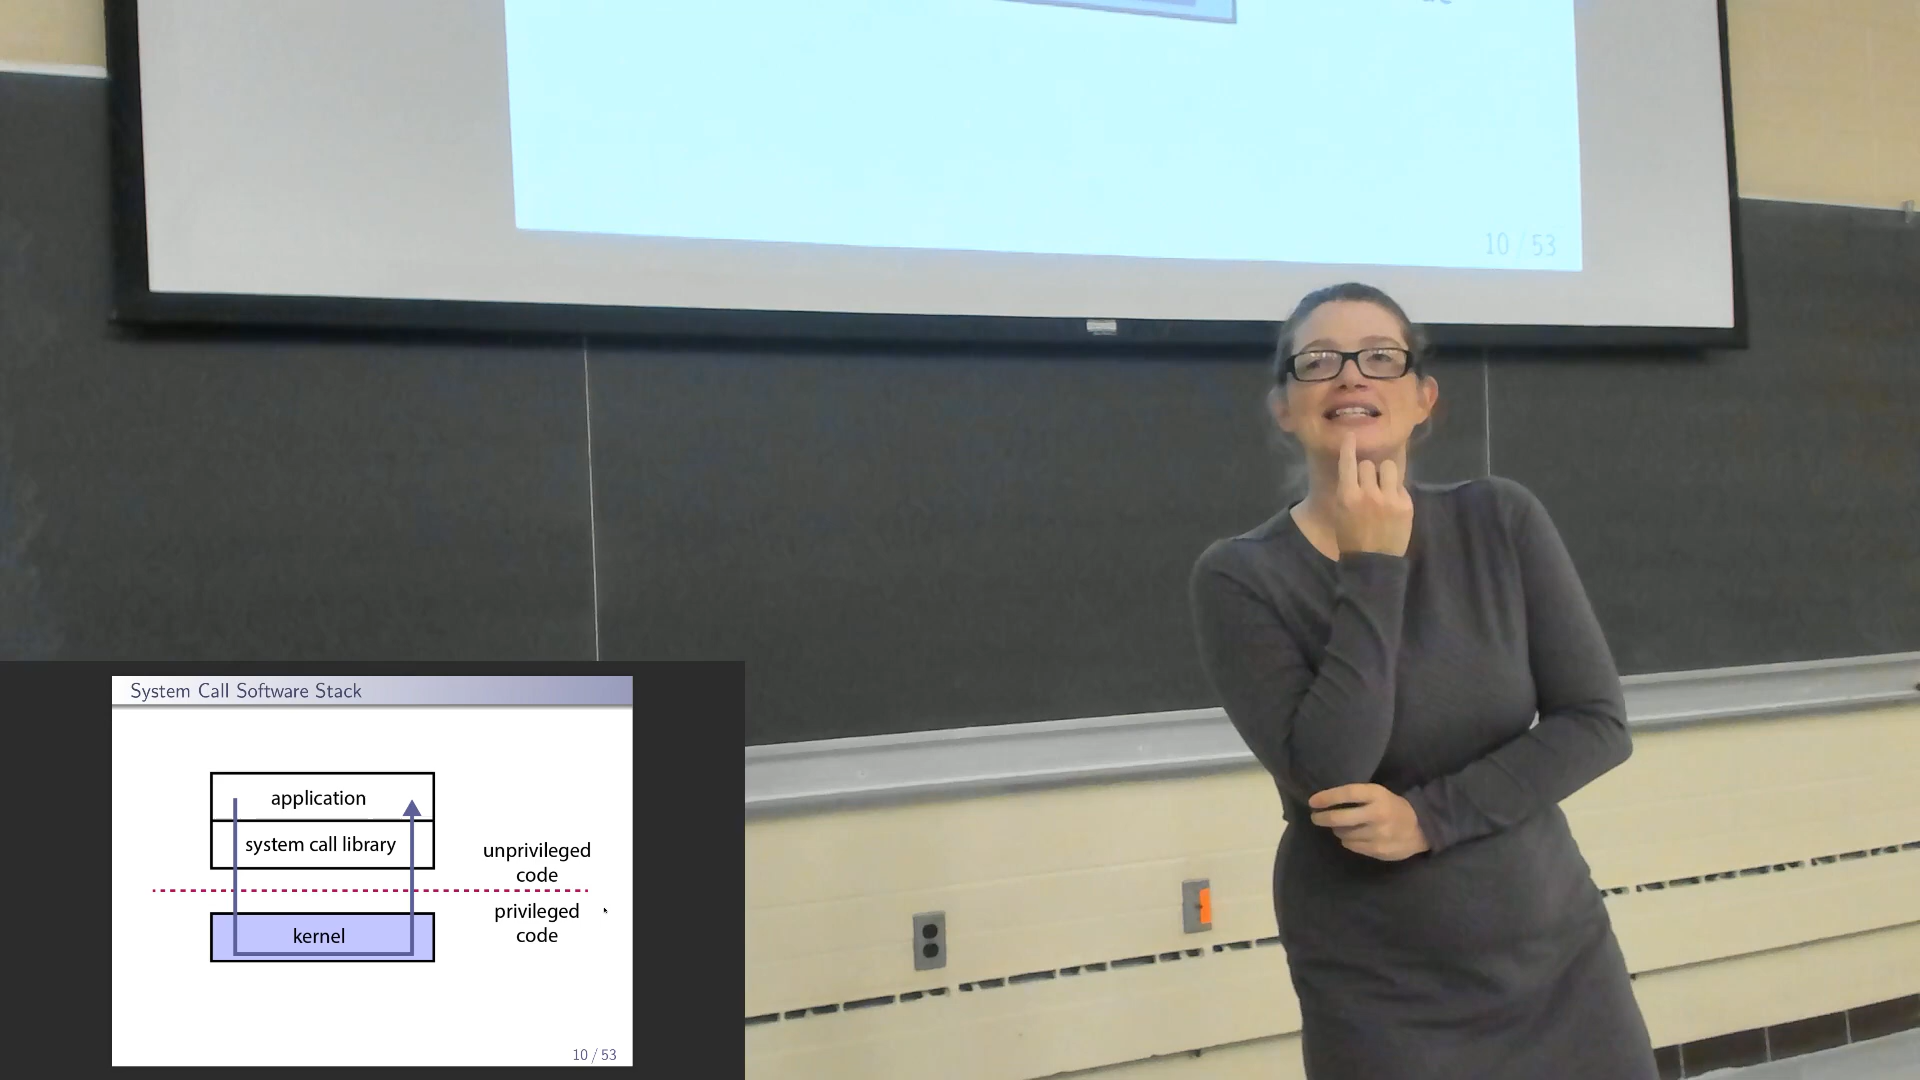 10 / 53
System Call Software Stack
application
system call library
unprivileged
code
privileged
code
kernel
10 / 53